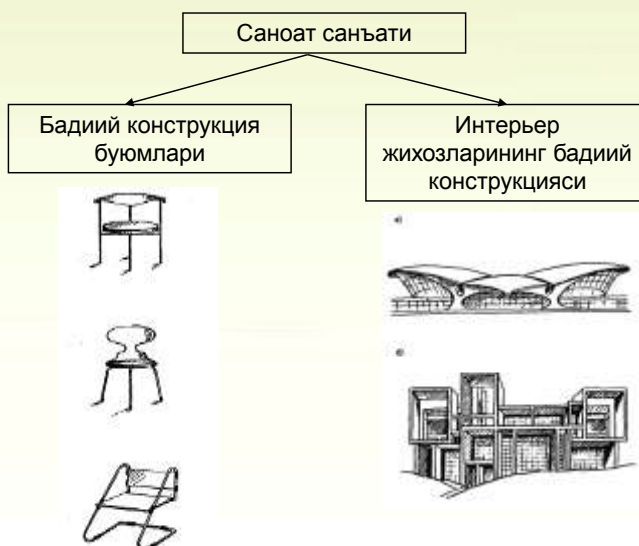 Саноат санъати
Бадиий конструкция
буюмлари
Интерьер
жихозларининг бадиий
конструкцияси